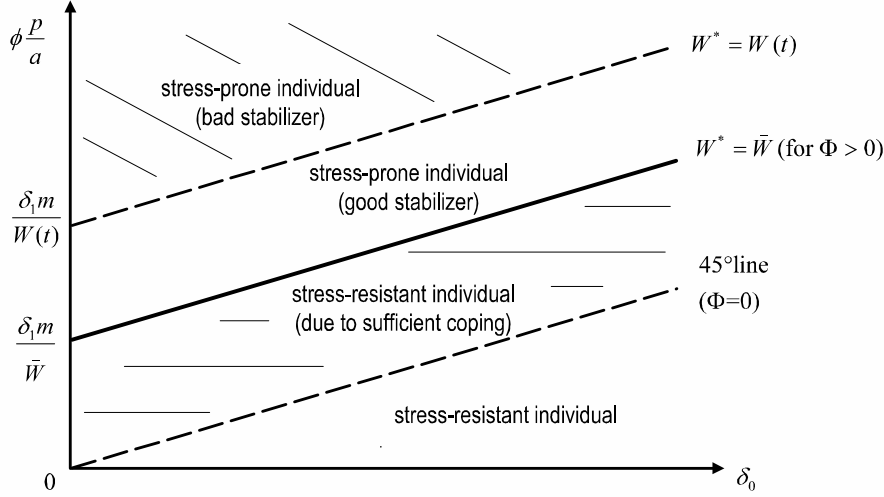 ϕ p/a
W* = W(t)
stress-prone individual
(bad stabilizer)
W* = W̄ (for Φ > 0)
stress-prone individual
(good stabilizer)
δ₁m/W(t)
45°line
(Φ=0)
stress-resistant individual
(due to sufficient coping)
δ₁m/W̄
stress-resistant individual
0
δ₀